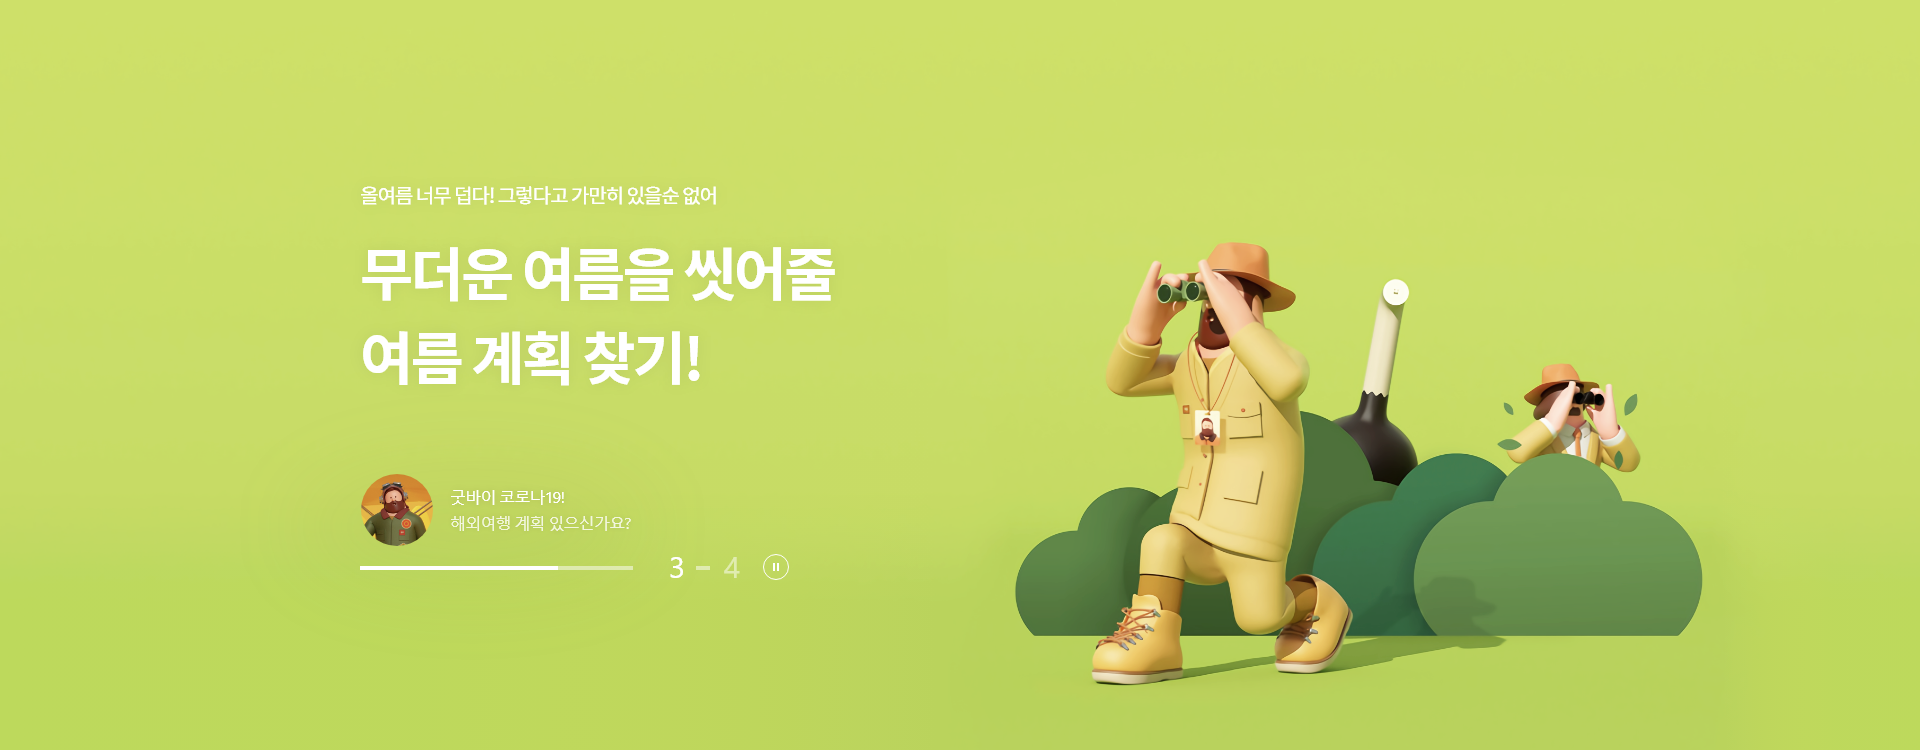 올여름 너무 덥다! 그렇다고 가만히 있을순 없어
무더운 여름을 씻어줄
여름 계획 찾기!
굿바이 코로나19!
해외여행 계획 있으신가요?
3 - 4